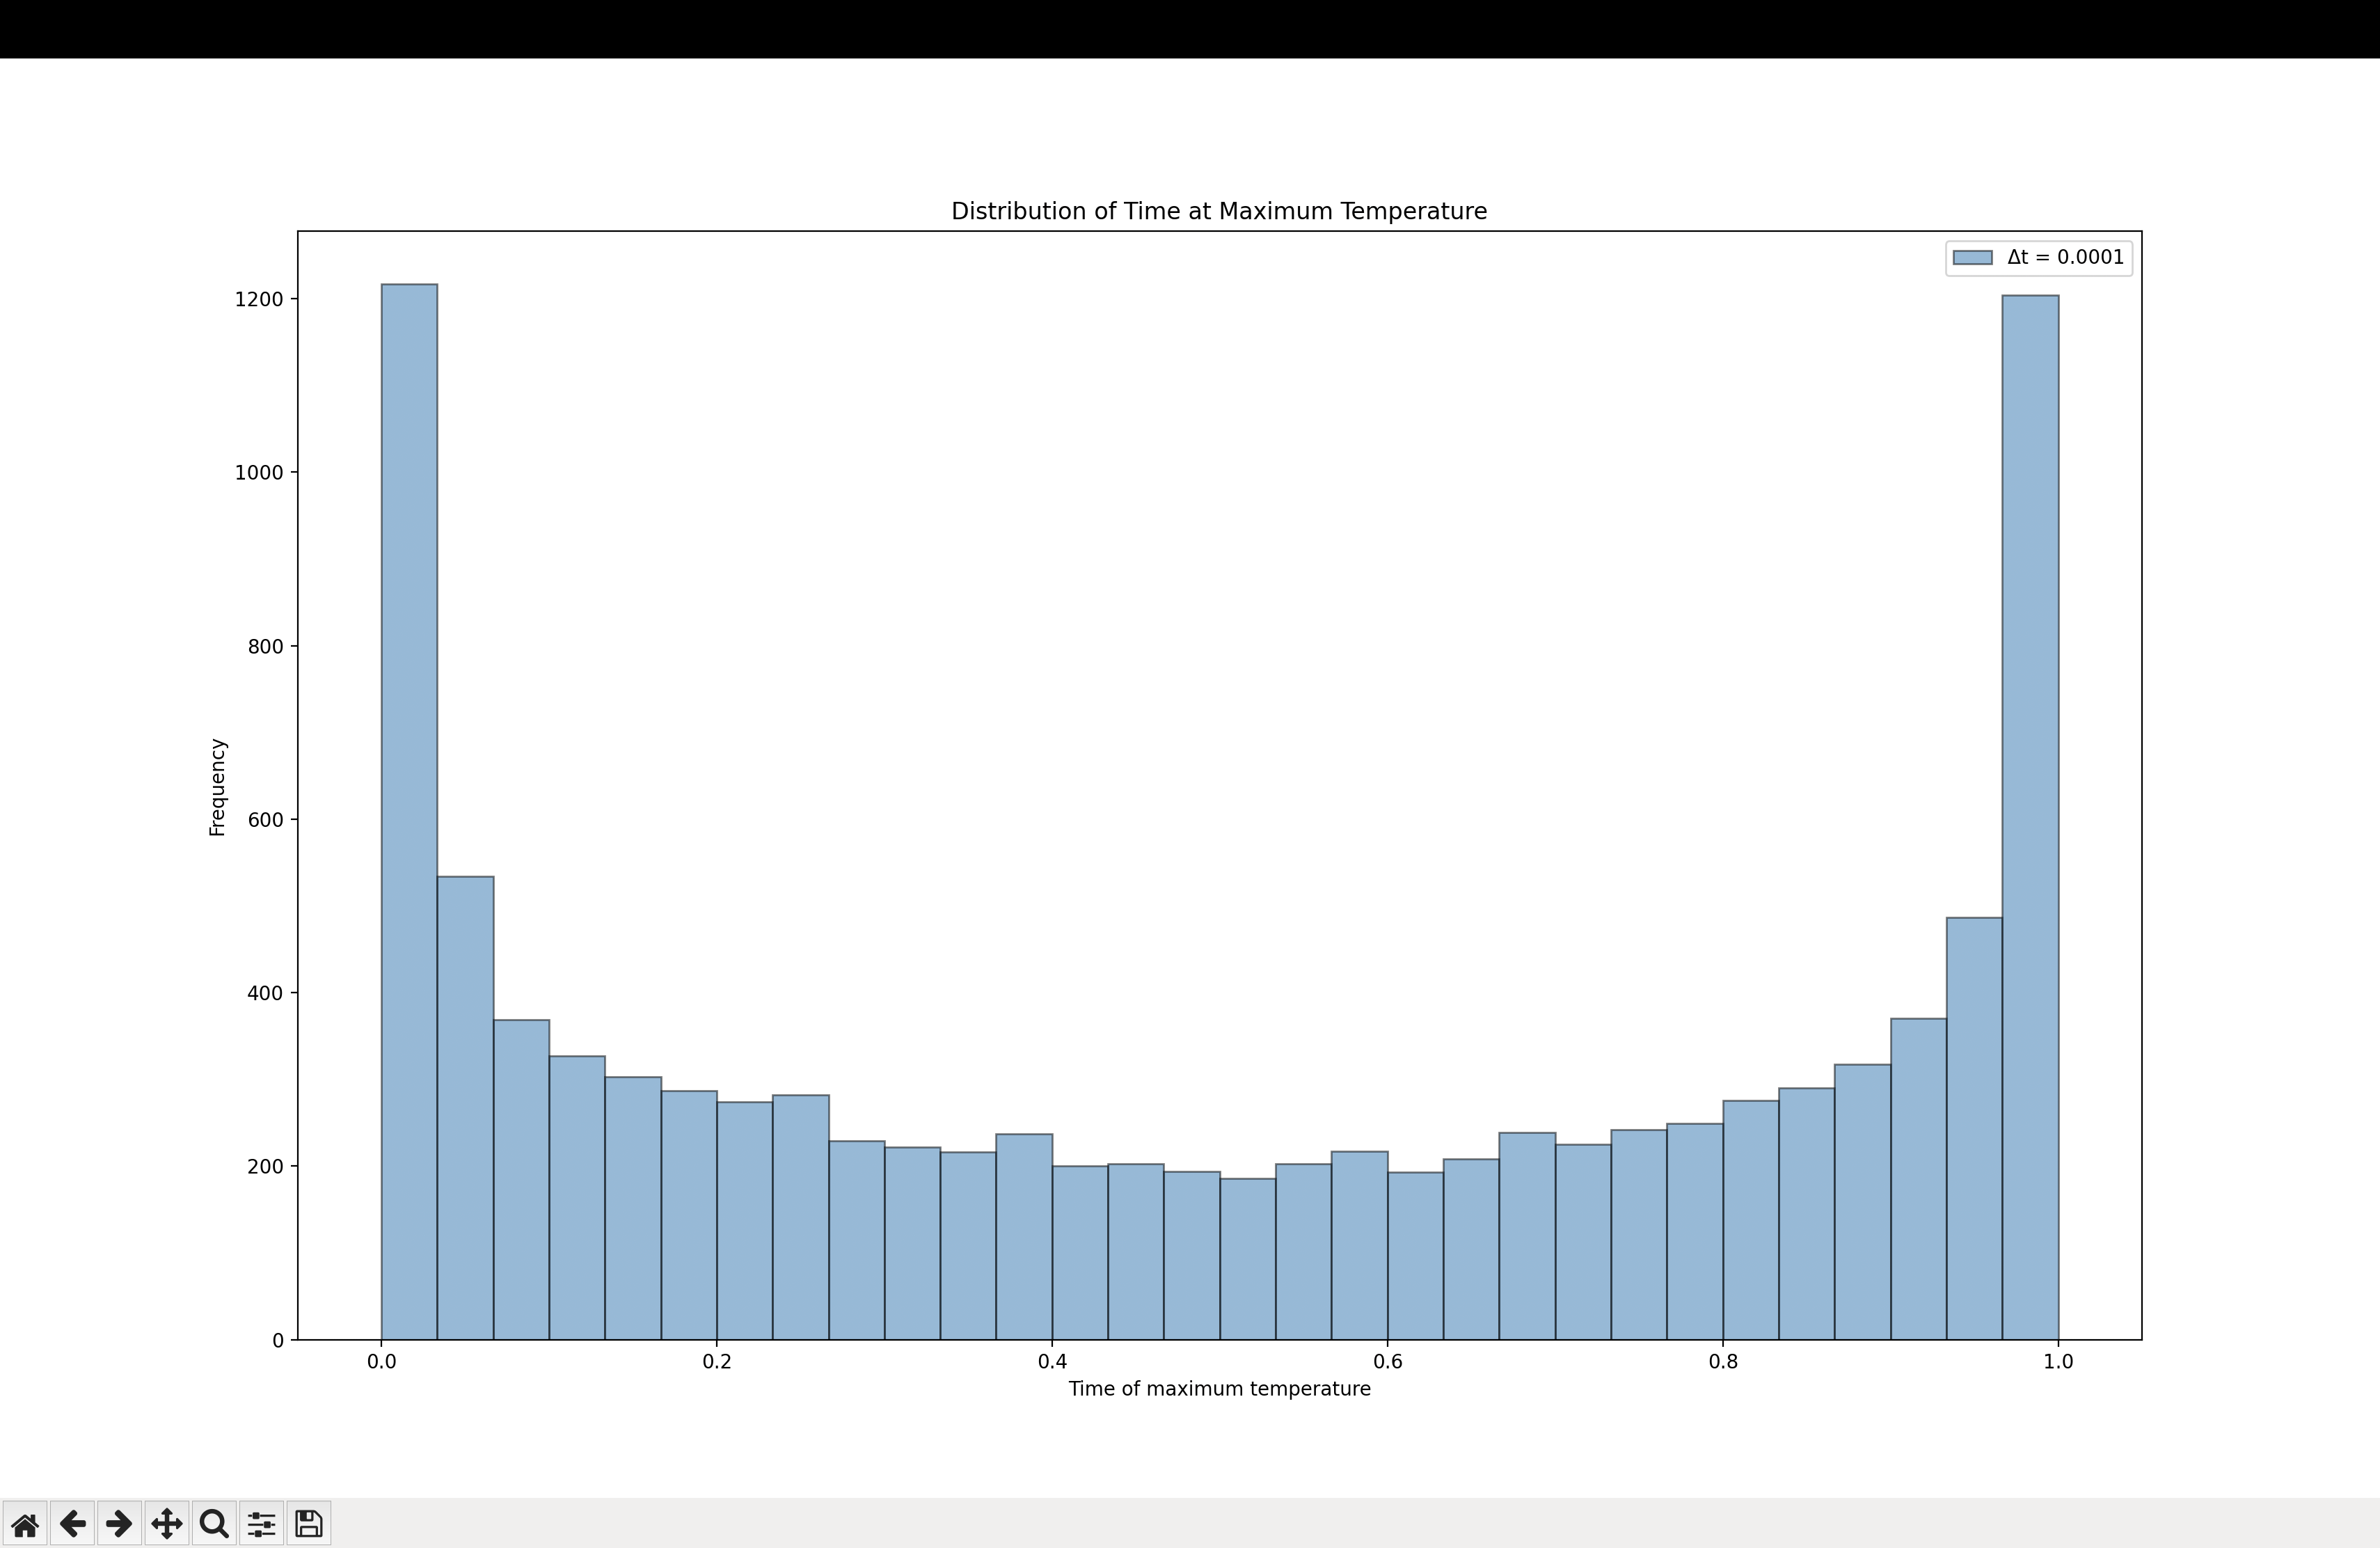 Distribution of Time at Maximum Temperature
Δt = 0.0001
1200
1000
800
600
400
200
0
Frequency
0.0 0.2 0.4 0.6 0.8 1.0
Time of maximum temperature